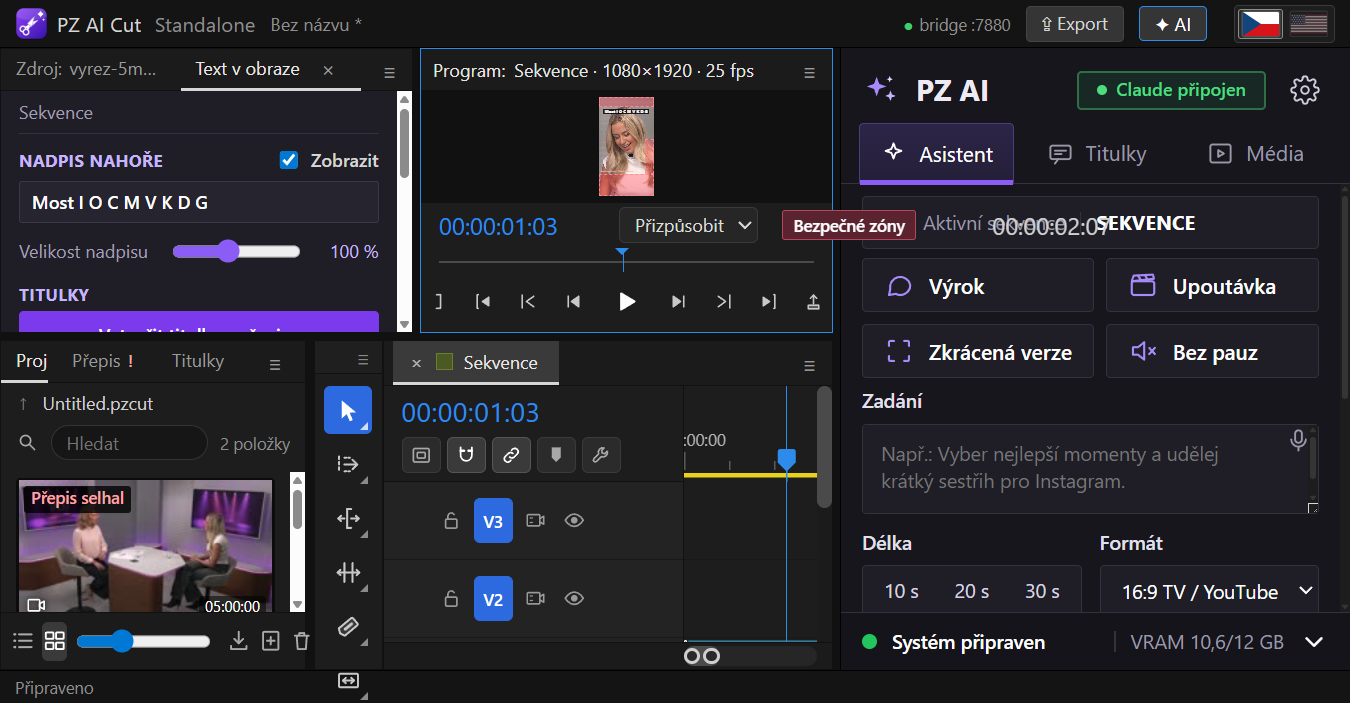 PZ AI Cut Standalone Bez názvu *
bridge :7880
Export
AI
Zdroj: vyrez-5m...
Text v obraze ×
Sekvence
NADPIS NAHOŘE
Zobrazit
Most I O C M V K D G
Velikost nadpisu
100 %
TITULKY
Program: Sekvence · 1080×1920 · 25 fps
Most I O C M V K D G
00:00:01:03
Přizpůsobit
Bezpečné zóny
00:00:02:07
PZ AI
Claude připojen
Asistent
Titulky
Média
Aktivní sekvence
SEKVENCE
Výrok
Upoutávka
Zkrácená verze
Bez pauz
Zadání
Např.: Vyber nejlepší momenty a udělej
krátký sestřih pro Instagram.
Délka
Formát
10 s
20 s
30 s
16:9 TV / YouTube
Systém připraven
VRAM 10,6/12 GB
Proj
Přepis !
Titulky
Untitled.pzcut
Hledat
2 položky
Přepis selhal
05:00:00
× Sekvence
00:00:01:03
:00:00
V3
V2
Připraveno